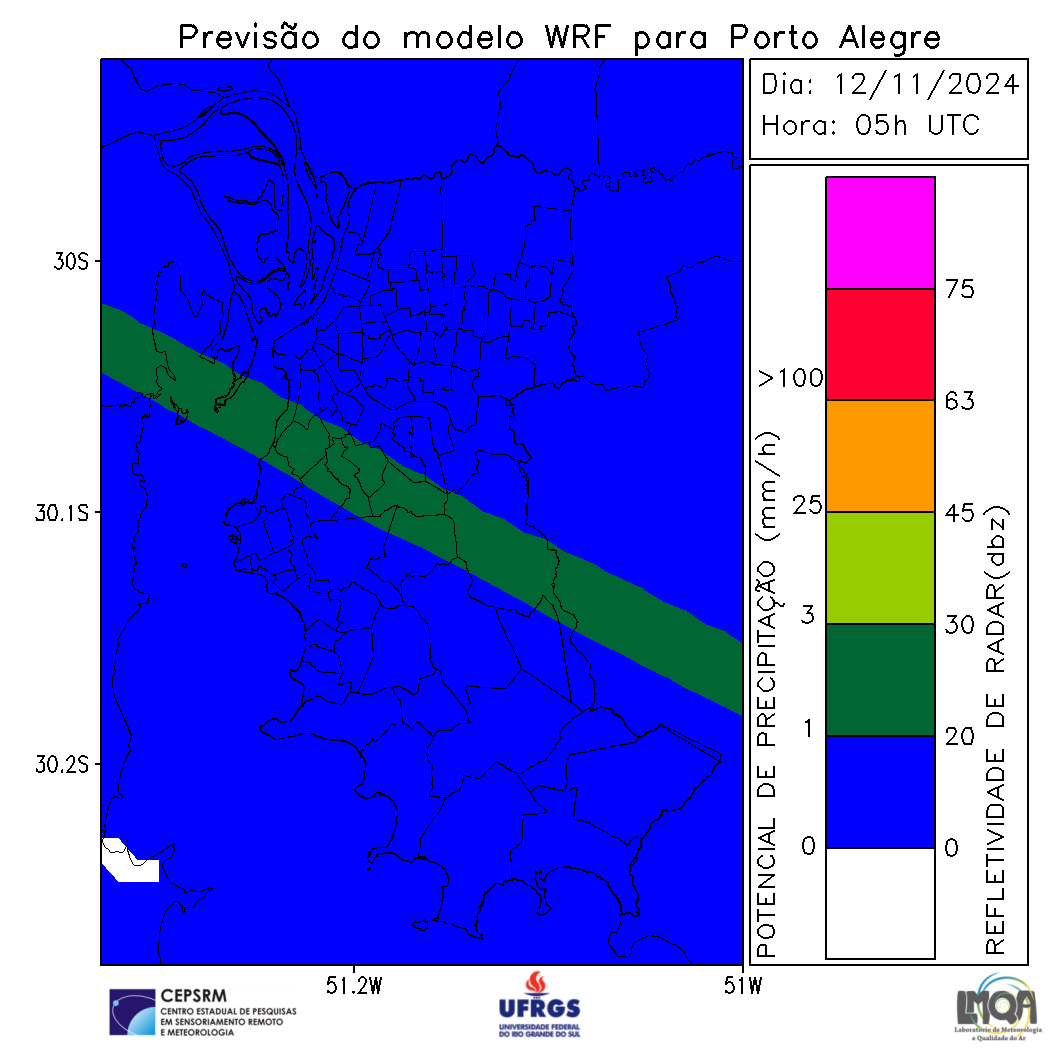 Previsão do modelo WRF para Porto Alegre
Dia: 12/11/2024
Hora: 05h UTC
30S
30.1S
30.2S
51.2W
51W
POTENCIAL DE PRECIPITAÇÃO (mm/h)
>100
25
3
1
0
75
63
45
30
20
0
REFLETIVIDADE DE RADAR(dbz)
CEPSRM
CENTRO ESTADUAL DE PESQUISAS
EM SENSORIAMENTO REMOTO
E METEOROLOGIA
UFRGS
UNIVERSIDADE FEDERAL
DO RIO GRANDE DO SUL
LMQA
Laboratório de Meteorologia
e Qualidade do Ar